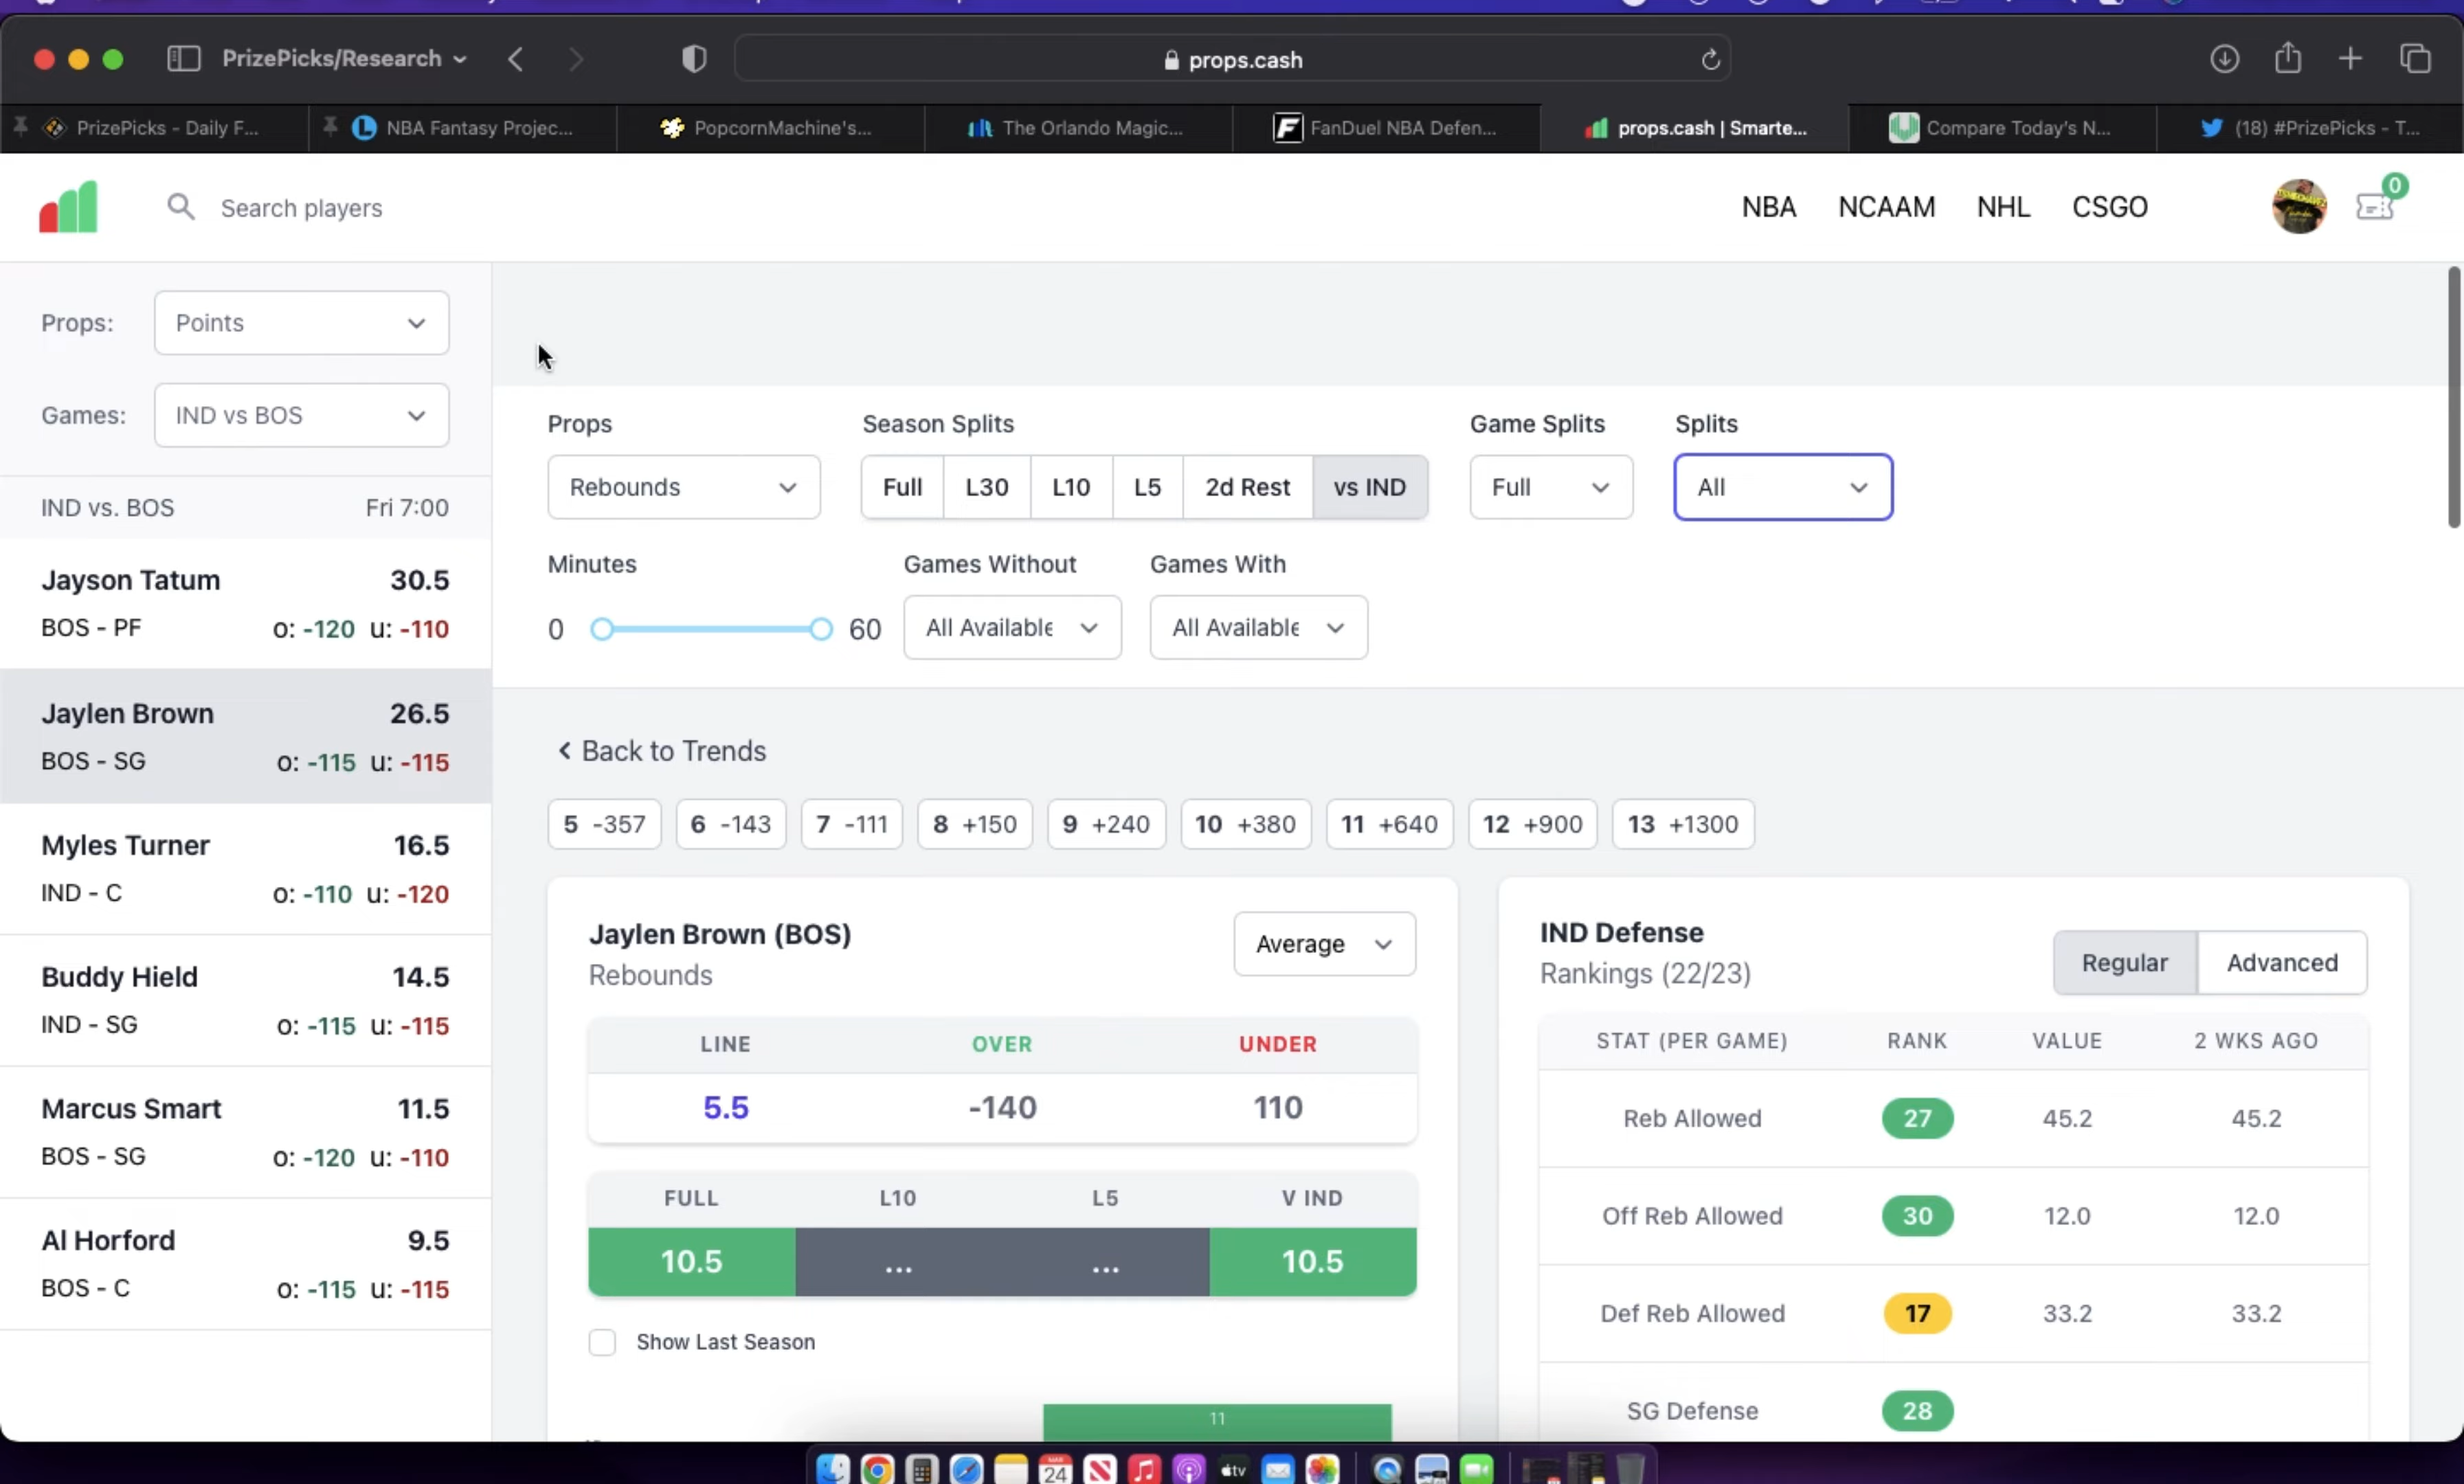 PrizePicks/Research
props.cash
PrizePicks - Daily F...
NBA Fantasy Projec...
PopcornMachine's...
The Orlando Magic...
FanDuel NBA Defen...
props.cash | Smarte...
Compare Today's N...
(18) #PrizePicks - T...
Search players
NBA NCAAM NHL CSGO
0
Props: Points
Games: IND vs BOS
IND vs. BOS Fri 7:00
Jayson Tatum 30.5
BOS - PF o: -120 u: -110
Jaylen Brown 26.5
BOS - SG o: -115 u: -115
Myles Turner 16.5
IND - C o: -110 u: -120
Buddy Hield 14.5
IND - SG o: -115 u: -115
Marcus Smart 11.5
BOS - SG o: -120 u: -110
Al Horford 9.5
BOS - C o: -115 u: -115
Props Season Splits Game Splits Splits
Rebounds Full L30 L10 L5 2d Rest vs IND Full All
Minutes Games Without Games With
0 60 All Available All Available
Back to Trends
5 -357 6 -143 7 -111 8 +150 9 +240 10 +380 11 +640 12 +900 13 +1300
Jaylen Brown (BOS)
Rebounds
Average
LINE OVER UNDER
5.5 -140 110
FULL L10 L5 V IND
10.5 ... ... 10.5
Show Last Season
11
IND Defense
Rankings (22/23)
Regular Advanced
STAT (PER GAME) RANK VALUE 2 WKS AGO
Reb Allowed 27 45.2 45.2
Off Reb Allowed 30 12.0 12.0
Def Reb Allowed 17 33.2 33.2
SG Defense 28
MAR
24
tv